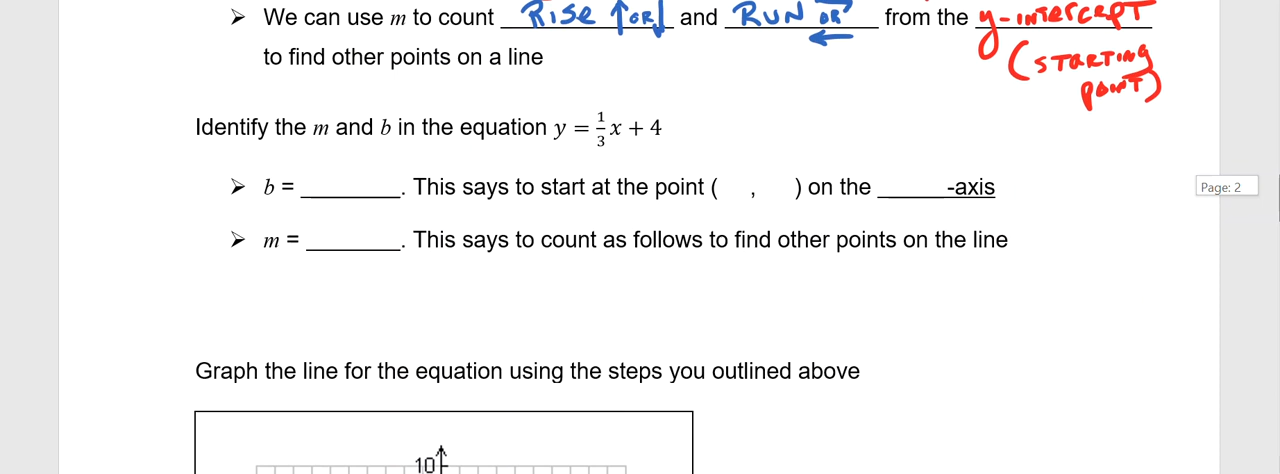 ➢ We can use m to count Rise ↑ OR ↓ and RUN → OR ← from the y-intercept
to find other points on a line (STARTING
POINT)
Identify the m and b in the equation y = 1/3 x + 4
➢ b = ________. This says to start at the point ( , ) on the _____-axis
Page: 2
➢ m = ________. This says to count as follows to find other points on the line
Graph the line for the equation using the steps you outlined above
10